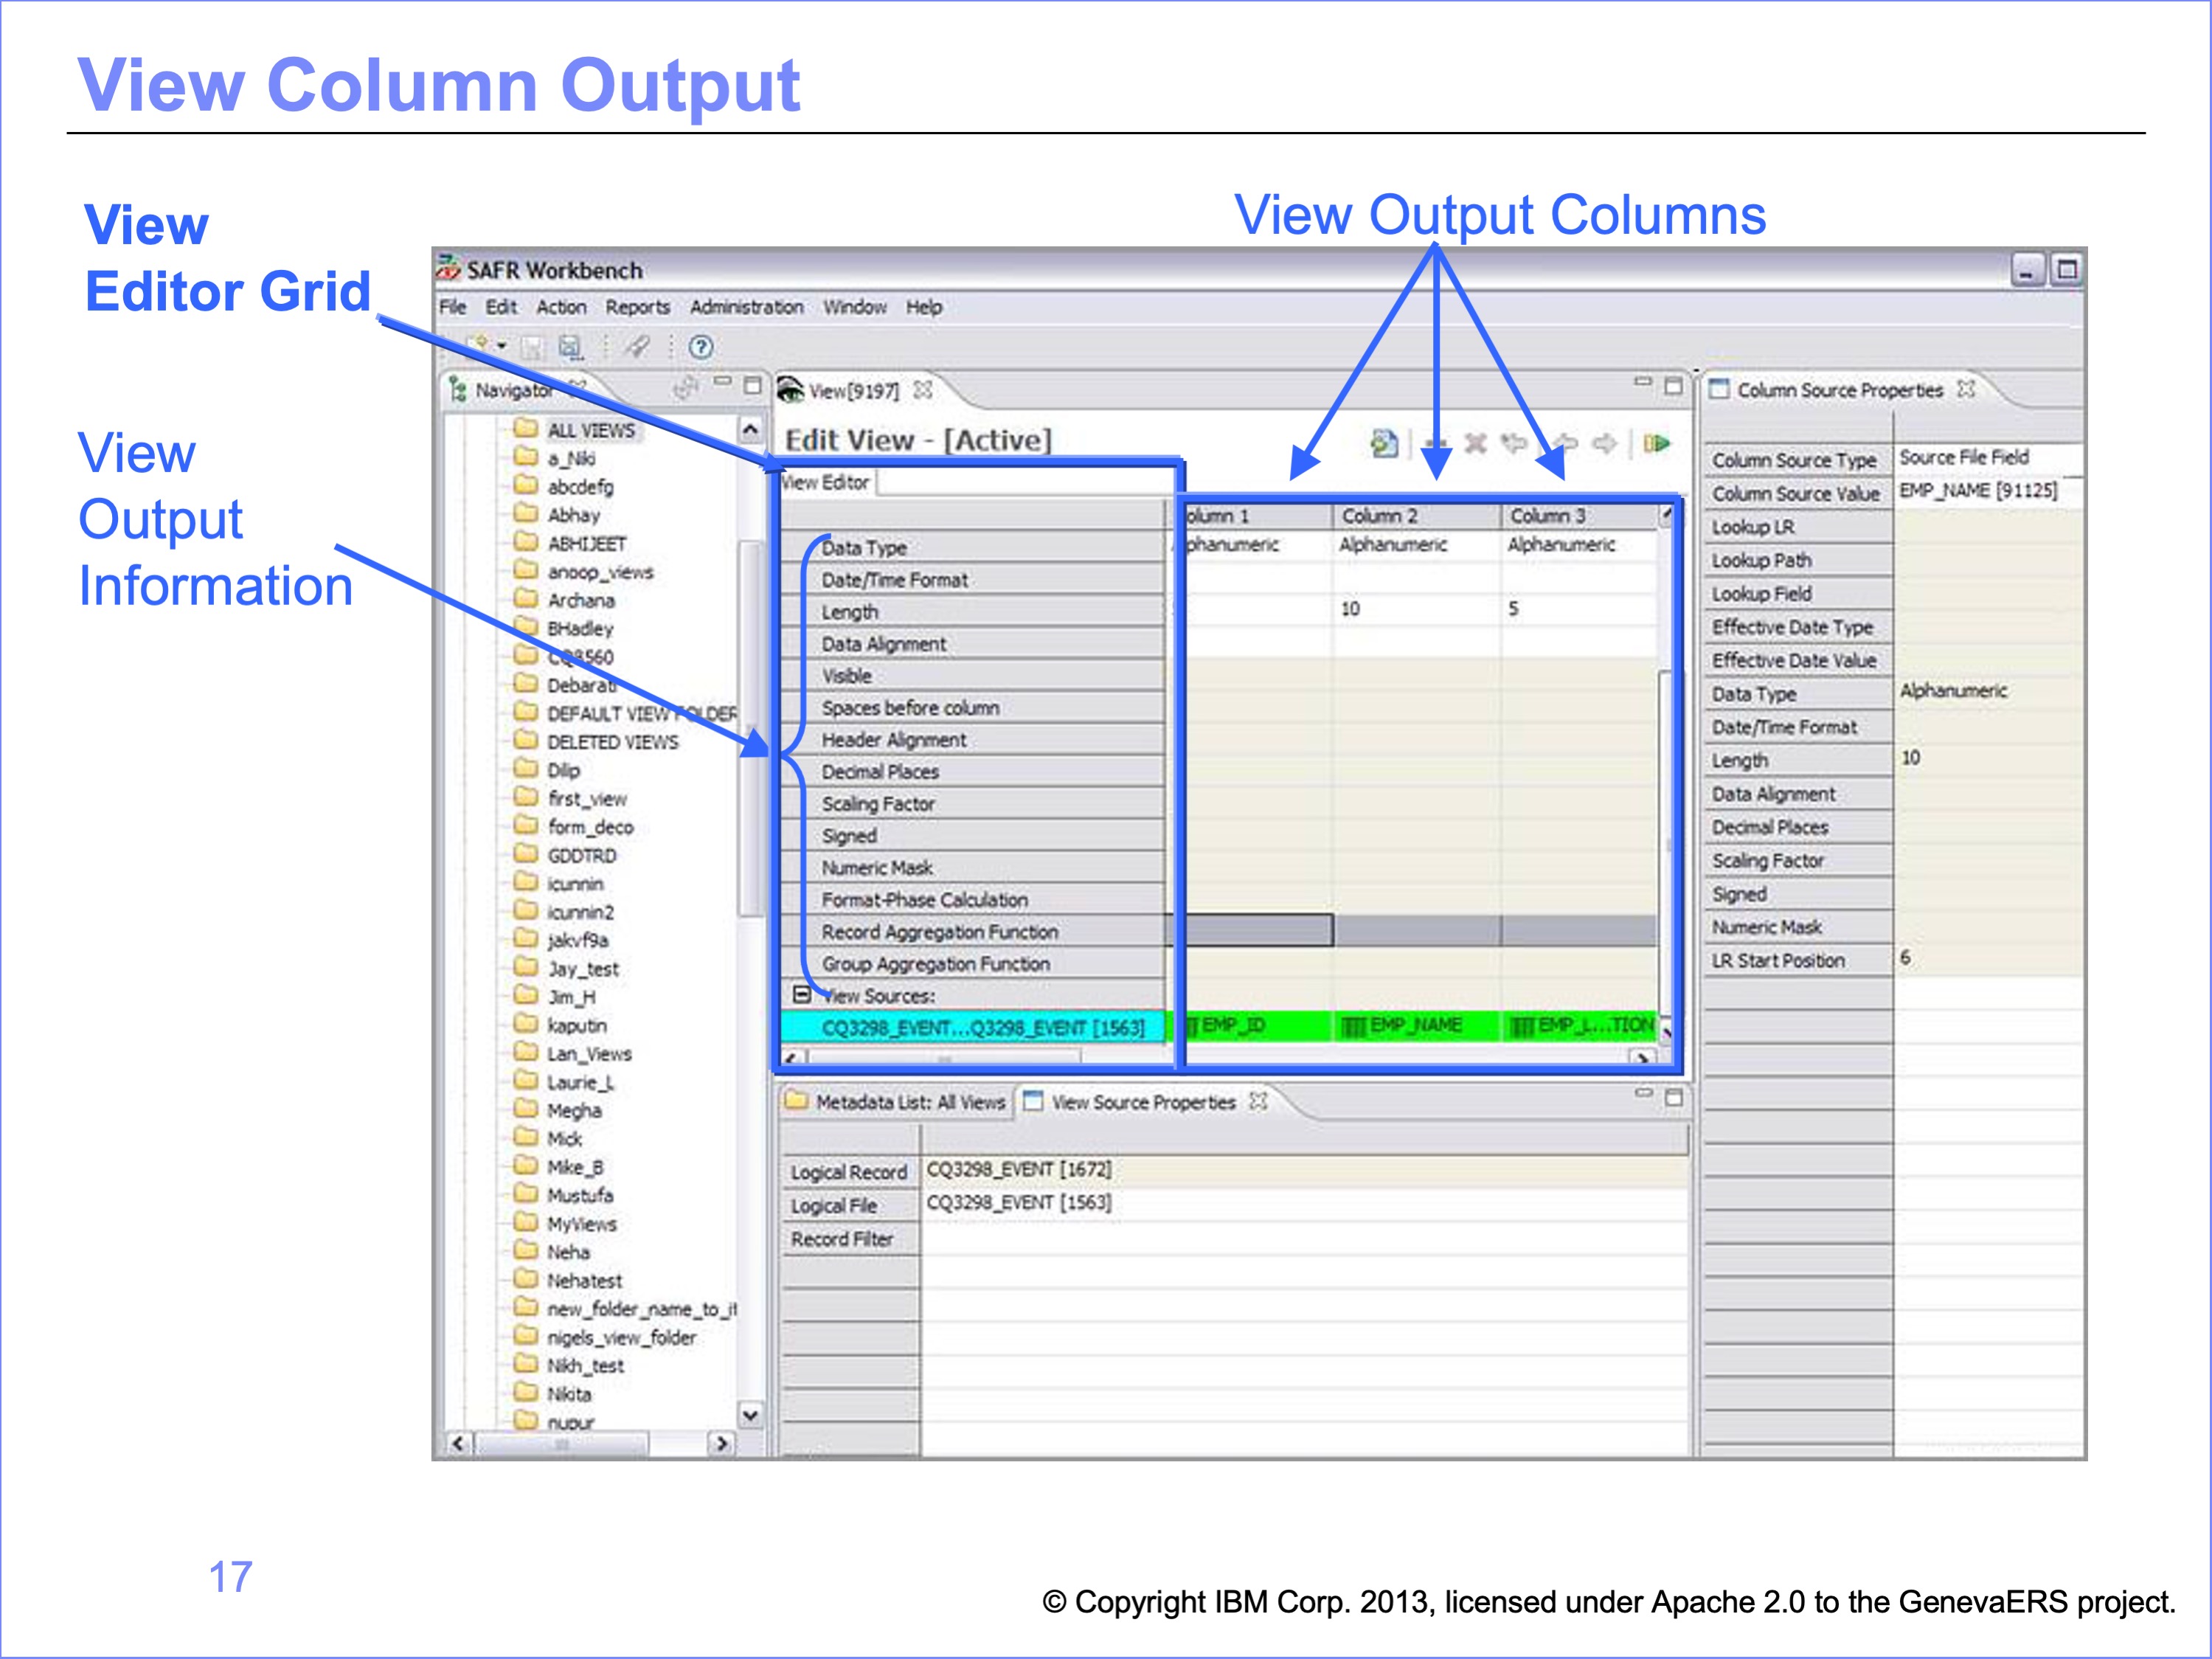 View Column Output
View
Editor Grid
View Output Columns
View
Output
Information
SAFR Workbench
File Edit Action Reports Administration Window Help
Navigator
ALL VIEWS
a_Niki
abcdefg
Abhay
ABHIJEET
anoop_views
Archana
BHadley
CQ8560
Debarati
DEFAULT VIEW FOLDER
DELETED VIEWS
Dilip
first_view
form_deco
GDDTRD
icunnin
icunnin2
jakvf9a
Jay_test
Jim_H
kaputin
Lan_Views
Laurie_L
Megha
Mick
Mike_B
Mustufa
MyViews
Neha
Nehatest
new_folder_name_to_it
nigels_view_folder
Nikh_test
Nikita
nupur
View[9197]
Edit View - [Active]
View Editor
olumn 1 Column 2 Column 3
Data Type phanumeric Alphanumeric Alphanumeric
Date/Time Format
Length 10 5
Data Alignment
Visible
Spaces before column
Header Alignment
Decimal Places
Scaling Factor
Signed
Numeric Mask
Format-Phase Calculation
Record Aggregation Function
Group Aggregation Function
View Sources:
CQ3298_EVENT...Q3298_EVENT [1563] EMP_ID EMP_NAME EMP_L...TION
Metadata List: All Views View Source Properties
Logical Record CQ3298_EVENT [1672]
Logical File CQ3298_EVENT [1563]
Record Filter
Column Source Properties
Column Source Type Source File Field
Column Source Value EMP_NAME [91125]
Lookup LR
Lookup Path
Lookup Field
Effective Date Type
Effective Date Value
Data Type Alphanumeric
Date/Time Format
Length 10
Data Alignment
Decimal Places
Scaling Factor
Signed
Numeric Mask
LR Start Position 6
17
© Copyright IBM Corp. 2013, licensed under Apache 2.0 to the GenevaERS project.